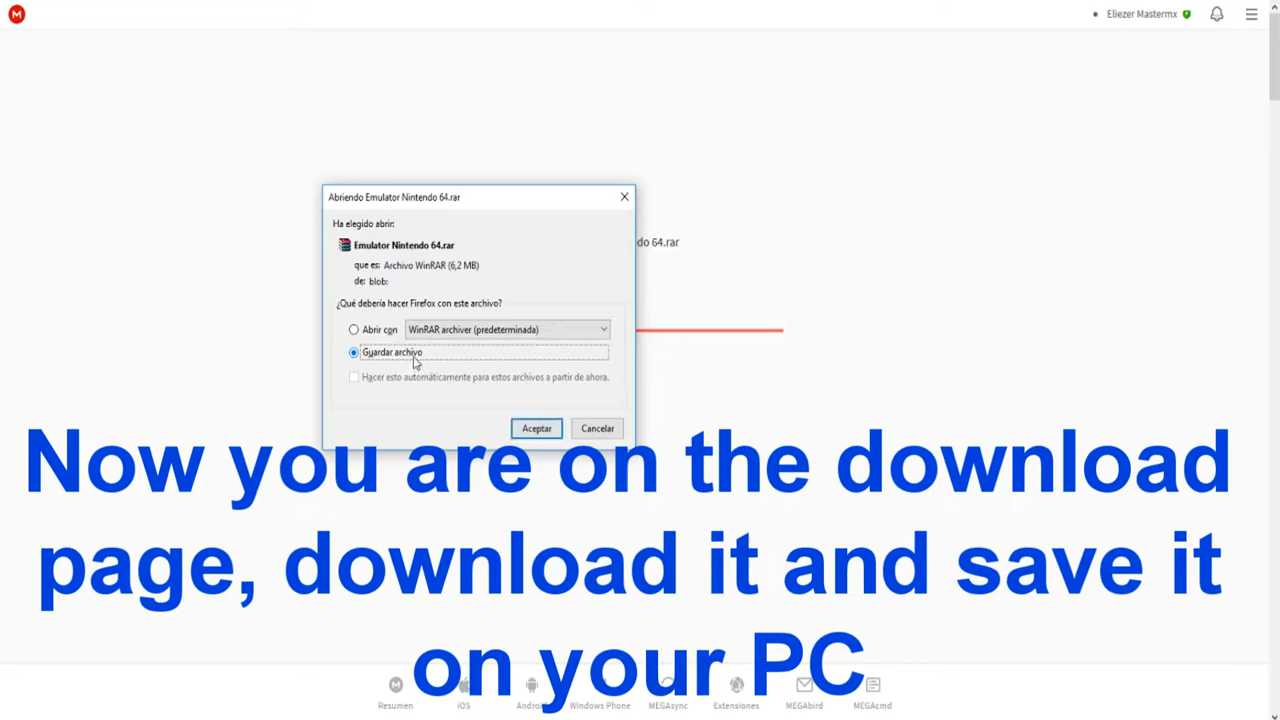 Eliezer Mastermx
Abriendo Emulator Nintendo 64.rar
Ha elegido abrir:
Emulator Nintendo 64.rar
do 64.rar
que es: Archivo WinRAR (6,2 MB)
de: blob:
¿Qué debería hacer Firefox con este archivo?
Abrir con WinRAR archiver (predeterminada)
Guardar archivo
Hacer esto automáticamente para estos archivos a partir de ahora.
Aceptar Cancelar
Now you are on the download
page, download it and save it
on your PC
Resumen iOS Android Windows Phone MEGAsync Extensiones MEGAbird MEGAcmd